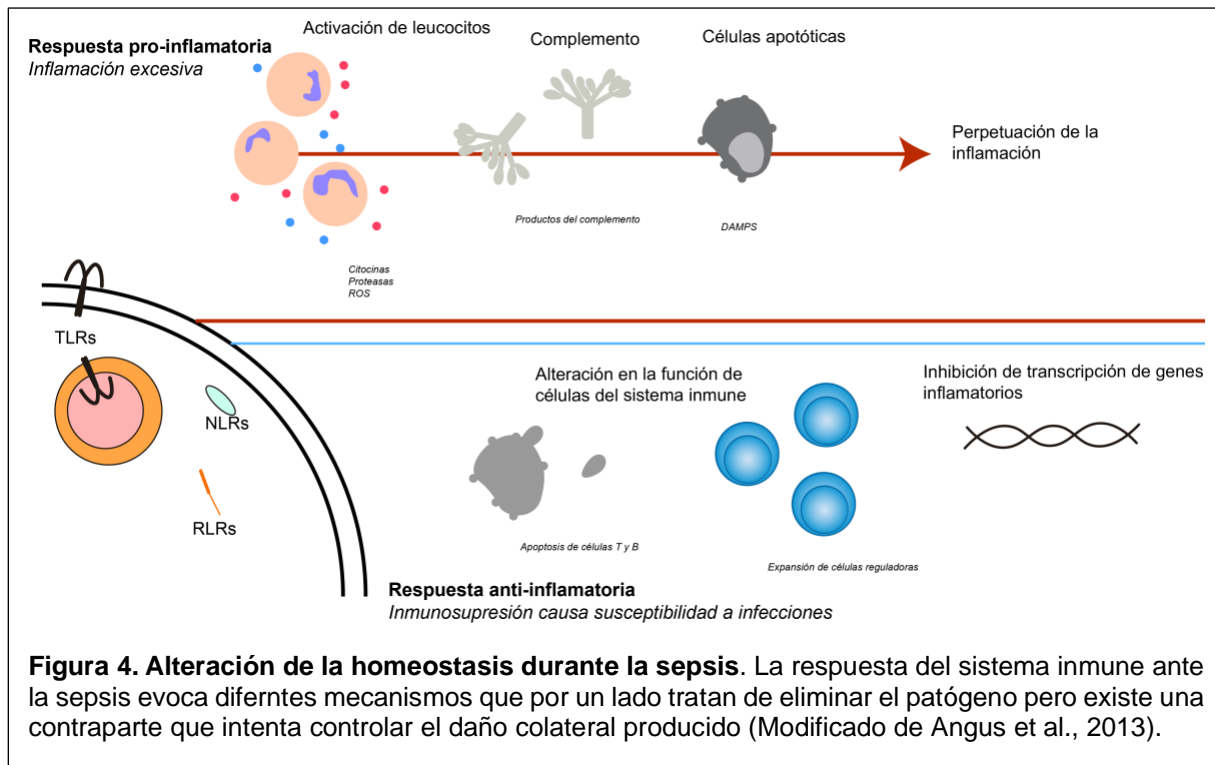 Respuesta pro-inflamatoria
Inflamación excesiva
Activación de leucocitos
Complemento
Células apotóticas
Perpetuación de la
inflamación
Productos del complemento
DAMPS
Citocinas
Proteasas
ROS
TLRs
NLRs
RLRs
Alteración en la función de
células del sistema inmune
Inhibición de transcripción de genes
inflamatorios
Apoptosis de células T y B
Expansión de células reguladoras
Respuesta anti-inflamatoria
Inmunosupresión causa susceptibilidad a infecciones
Figura 4. Alteración de la homeostasis durante la sepsis. La respuesta del sistema inmune ante
la sepsis evoca diferntes mecanismos que por un lado tratan de eliminar el patógeno pero existe una
contraparte que intenta controlar el daño colateral producido (Modificado de Angus et al., 2013).